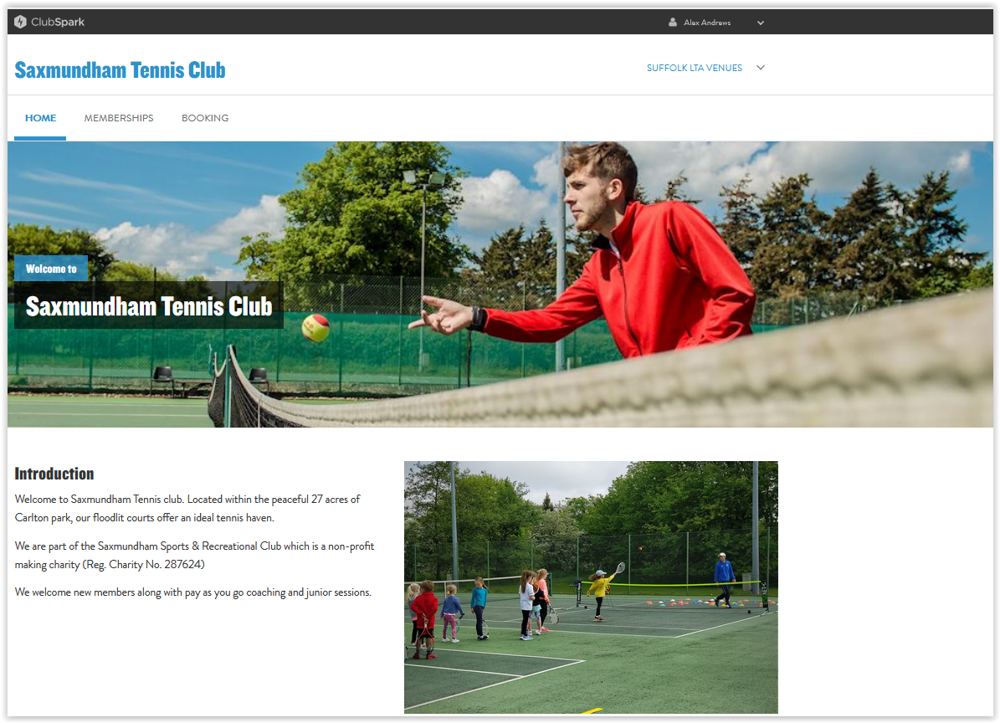 ClubSpark
Alex Andrews
Saxmundham Tennis Club
SUFFOLK LTA VENUES
HOME MEMBERSHIPS BOOKING
Welcome to
Saxmundham Tennis Club
Introduction
Welcome to Saxmundham Tennis club. Located within the peaceful 27 acres of
Carlton park, our floodlit courts offer an ideal tennis haven.
We are part of the Saxmundham Sports & Recreational Club which is a non-profit
making charity (Reg. Charity No. 287624)
We welcome new members along with pay as you go coaching and junior sessions.